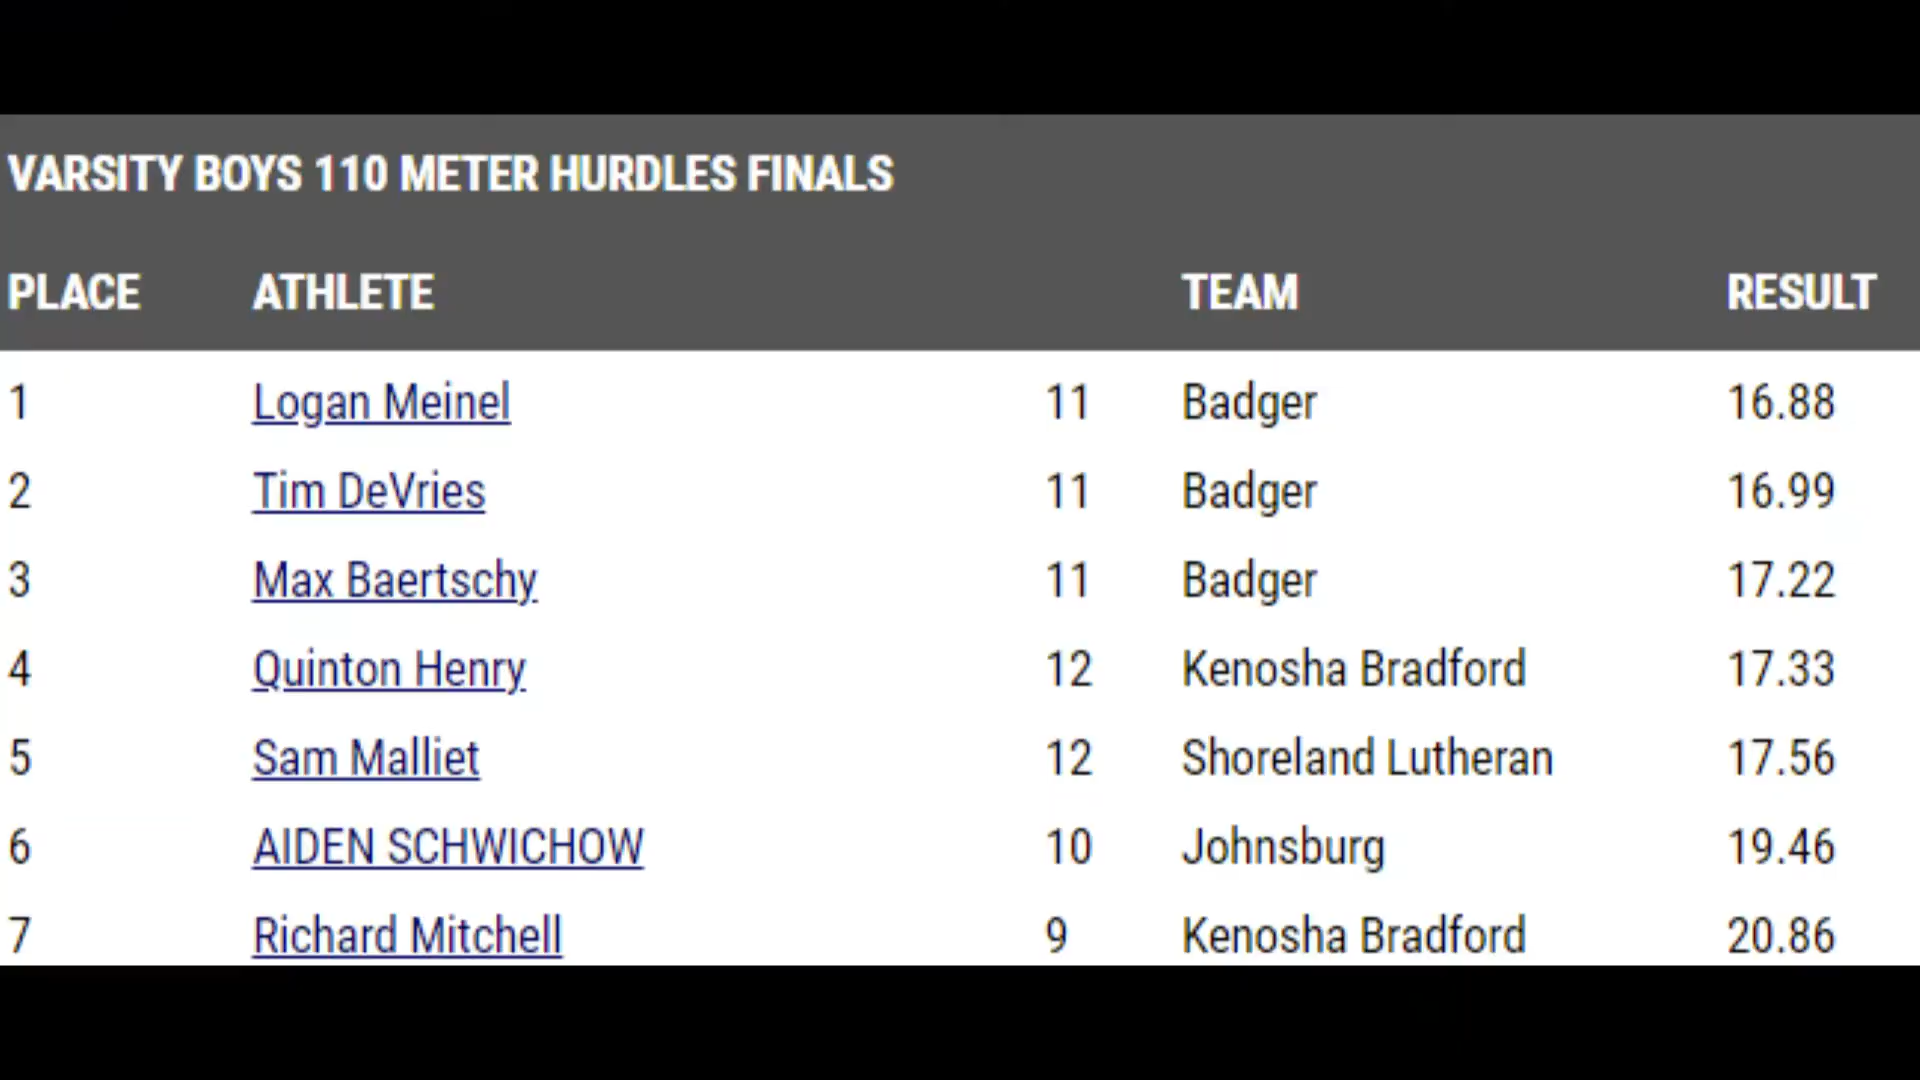 VARSITY BOYS 110 METER HURDLES FINALS
PLACE ATHLETE TEAM RESULT
1 Logan Meinel 11 Badger 16.88
2 Tim DeVries 11 Badger 16.99
3 Max Baertschy 11 Badger 17.22
4 Quinton Henry 12 Kenosha Bradford 17.33
5 Sam Malliet 12 Shoreland Lutheran 17.56
6 AIDEN SCHWICHOW 10 Johnsburg 19.46
7 Richard Mitchell 9 Kenosha Bradford 20.86